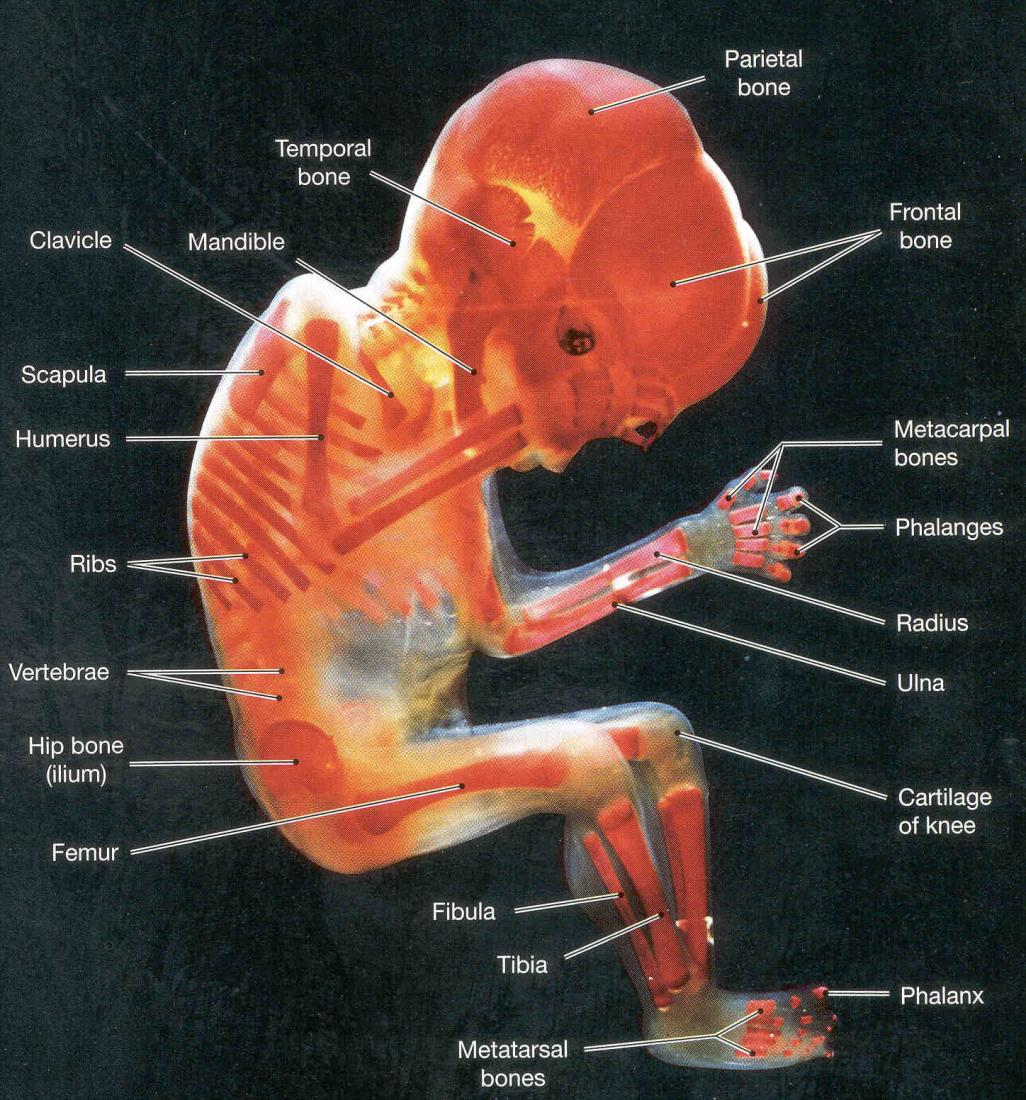 Parietal
bone
Temporal
bone
Frontal
bone
Clavicle
Mandible
Scapula
Humerus
Metacarpal
bones
Phalanges
Ribs
Radius
Vertebrae
Ulna
Hip bone
(ilium)
Cartilage
of knee
Femur
Fibula
Tibia
Phalanx
Metatarsal
bones